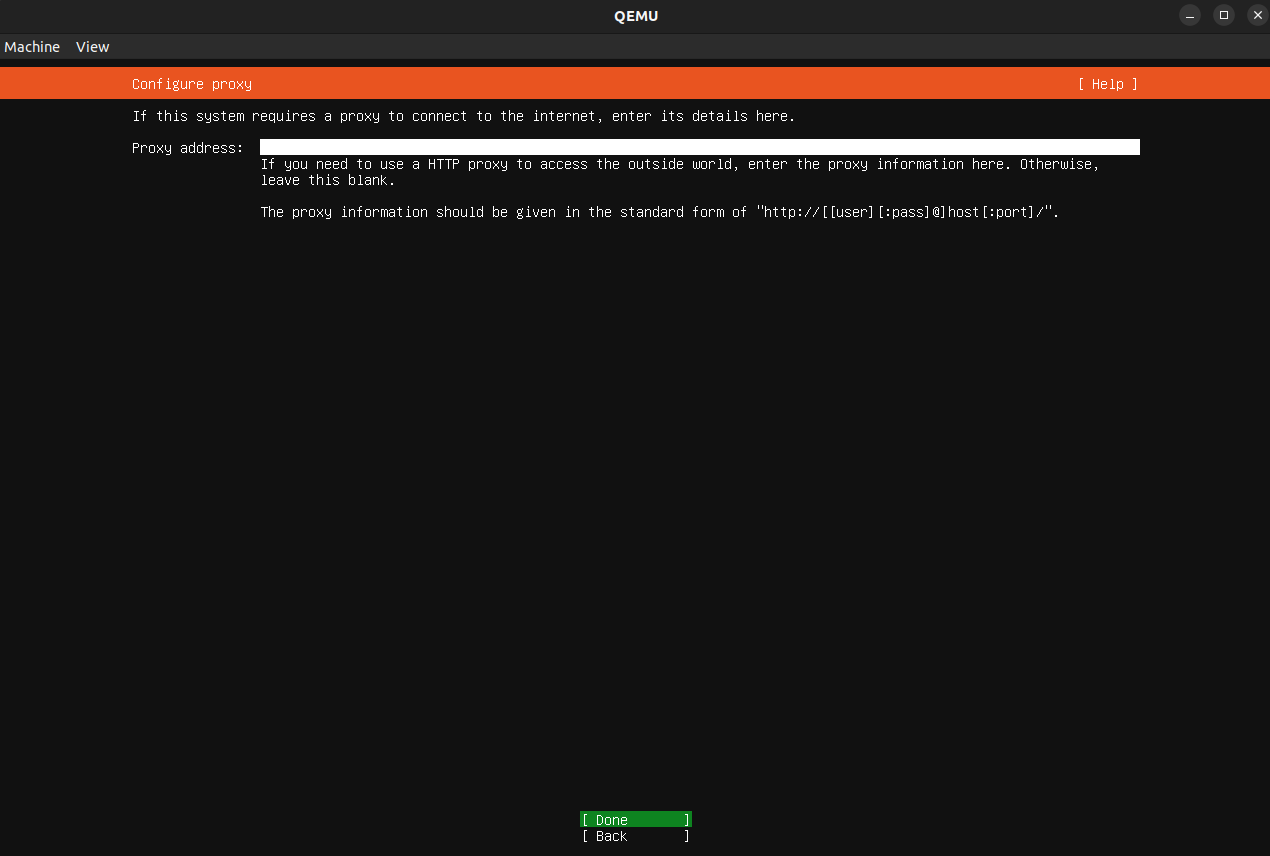 QEMU
Machine View
Configure proxy [ Help ]
If this system requires a proxy to connect to the internet, enter its details here.
Proxy address:
If you need to use a HTTP proxy to access the outside world, enter the proxy information here. Otherwise,
leave this blank.
The proxy information should be given in the standard form of "http://[[user][:pass]@]host[:port]/".
[ Done ]
[ Back ]